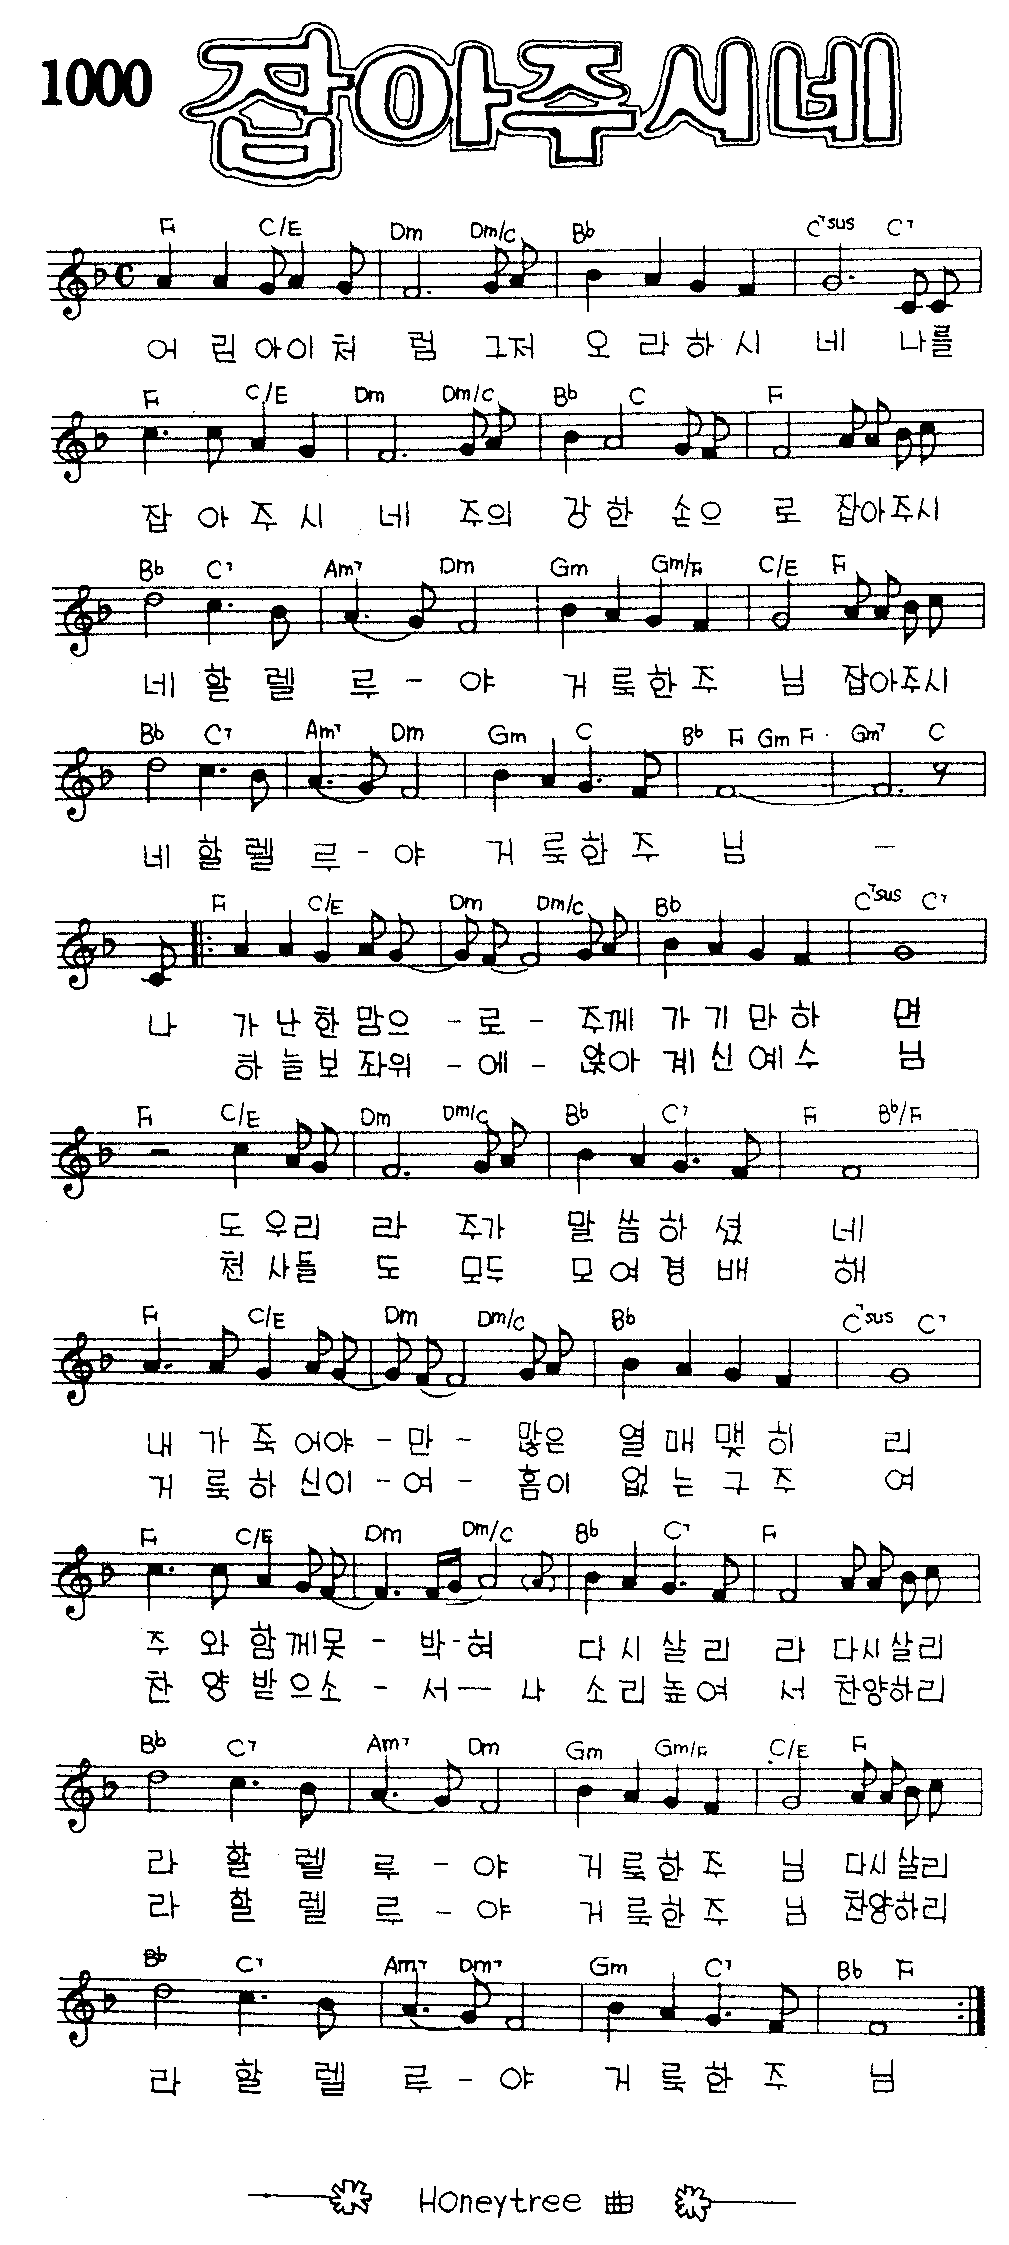 1000 잡아주시네
F C/E Dm Dm/C Bb C7sus C7
어 린 아이 처 럼 그저 오 라 하 시 네 나를
F C/E Dm Dm/C Bb C F
잡 아 주 시 네 주의 강 한 손으 로 잡아주시
Bb C7 Am7 Dm Gm Gm/F C/E F
네 할 렐 루 - 야 거 룩한 주 님 잡아주시
Bb C7 Am7 Dm Gm C Bb F Gm F Gm7 C
네 할 렐 루 - 야 거 룩 한 주 님 -
F C/E Dm Dm/C Bb C7sus C7
나 가 난 한 맘으 - 로 - 주께 가 기 만 하 면
하 늘 보 좌위 - 에 - 앉아 계 신 예 수 님
F C/E Dm Dm/C Bb C7 F Bb/F
도 우리 라 주가 말 씀 하 셨 네
천 사들 도 모두 모 여 경 배 해
F C/E Dm Dm/C Bb C7sus C7
내 가 죽 어야 - 만 - 많은 열 매 맺 히 리
거 룩 하 신이 - 여 - 흠이 없 는 구 주 여
F C/E Dm Dm/C Bb C7 F
주 와 함 께못 - 박 - 혀 다 시 살 리 라 다시살리
찬 양 받 으소 - 서 - 나 소 리 높 여 서 찬양하리
Bb C7 Am7 Dm Gm Gm/F C/E F
라 할 렐 루 - 야 거 룩한 주 님 다시 살리
라 할 렐 루 - 야 거 룩한 주 님 찬양하리
Bb C7 Am7 Dm7 Gm C7 Bb F
라 할 렐 루 - 야 거 룩 한 주 님
Honeytree 曲